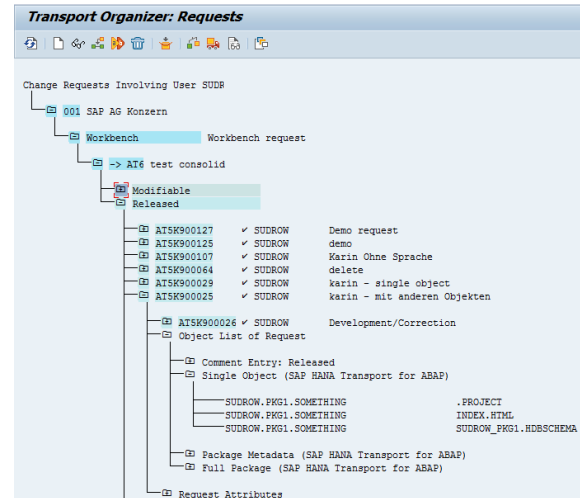 Transport Organizer: Requests
Change Requests Involving User SUDR
001 SAP AG Konzern
Workbench Workbench request
-> AT6 test consolid
Modifiable
Released
AT5K900127 ✓ SUDROW Demo request
AT5K900125 ✓ SUDROW demo
AT5K900107 ✓ SUDROW Karin Ohne Sprache
AT5K900064 ✓ SUDROW delete
AT5K900029 ✓ SUDROW karin - single object
AT5K900025 ✓ SUDROW karin - mit anderen Objekten
AT5K900026 ✓ SUDROW Development/Correction
Object List of Request
Comment Entry: Released
Single Object (SAP HANA Transport for ABAP)
SUDROW.PKG1.SOMETHING .PROJECT
SUDROW.PKG1.SOMETHING INDEX.HTML
SUDROW.PKG1.SOMETHING SUDROW_PKG1.HDBSCHEMA
Package Metadata (SAP HANA Transport for ABAP)
Full Package (SAP HANA Transport for ABAP)
Request Attributes